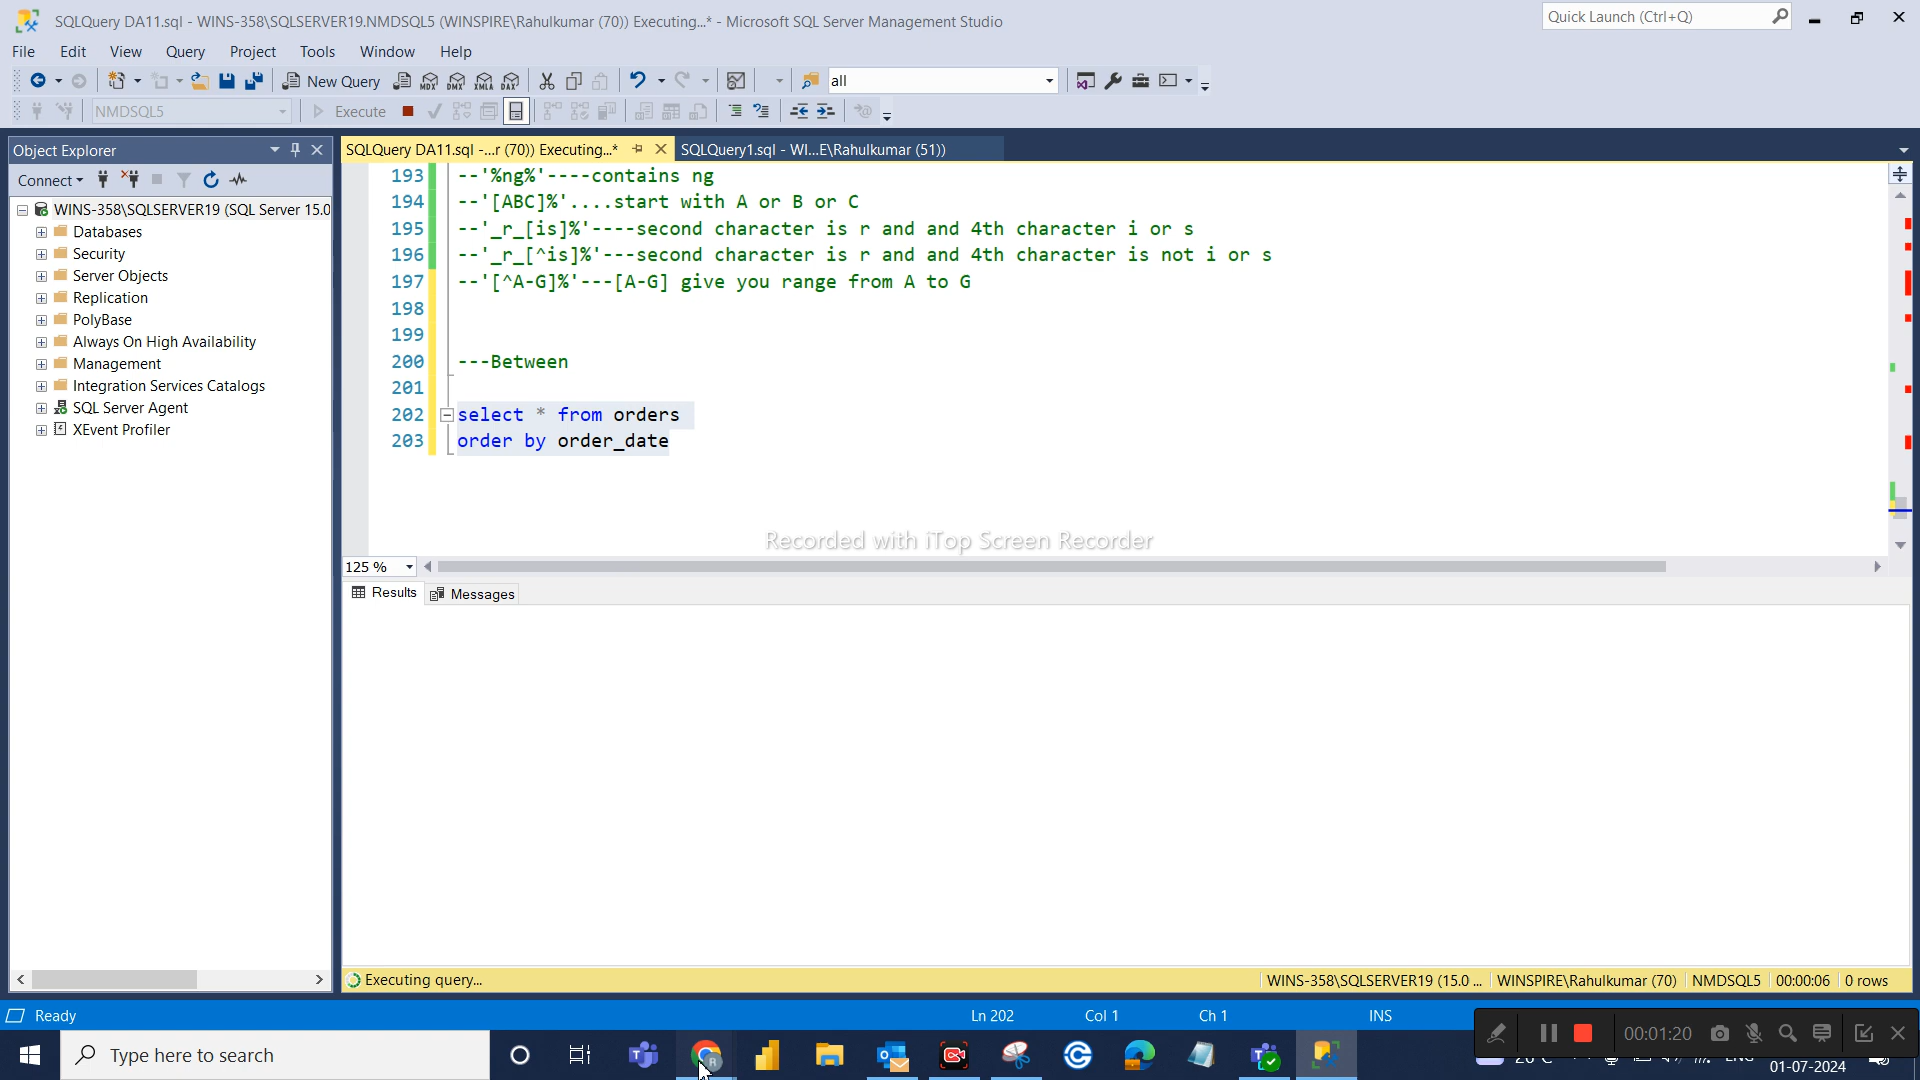 SQLQuery DA11.sql - WINS-358\SQLSERVER19.NMDSQL5 (WINSPIRE\Rahulkumar (70)) Executing...* - Microsoft SQL Server Management Studio
Quick Launch (Ctrl+Q)
File Edit View Query Project Tools Window Help
New Query MDX DMX XMLA DAX all
NMDSQL5 Execute
Object Explorer
Connect
WINS-358\SQLSERVER19 (SQL Server 15.0
Databases
Security
Server Objects
Replication
PolyBase
Always On High Availability
Management
Integration Services Catalogs
SQL Server Agent
XEvent Profiler
SQLQuery DA11.sql -...r (70)) Executing...* SQLQuery1.sql - WI...E\Rahulkumar (51))
193 --'%ng%'----contains ng
194 --'[ABC]%'....start with A or B or C
195 --'_r_[is]%'----second character is r and and 4th character i or s
196 --'_r_[^is]%'---second character is r and and 4th character is not i or s
197 --'[^A-G]%'---[A-G] give you range from A to G
198
199
200 ---Between
201
202 select * from orders
203 order by order_date
Recorded with iTop Screen Recorder
125 %
Results Messages
Executing query...
WINS-358\SQLSERVER19 (15.0 ... WINSPIRE\Rahulkumar (70) NMDSQL5 00:00:06 0 rows
Ready Ln 202 Col 1 Ch 1 INS
00:01:20
Type here to search
01-07-2024